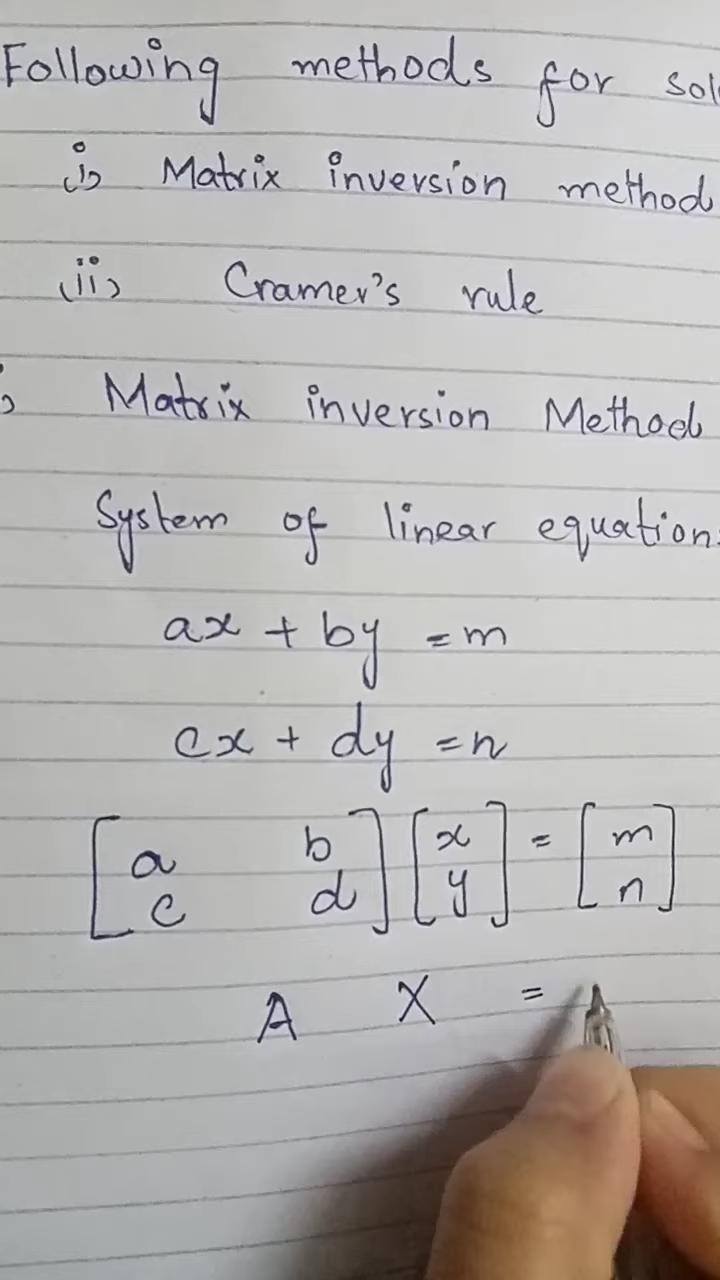 Following methods for sol
(i) Matrix inversion method
(ii) Cramer's rule
Matrix inversion Method
System of linear equation
ax + by = m
cx + dy = n
[a b] [x] = [m]
[c d] [y] [n]
A X =